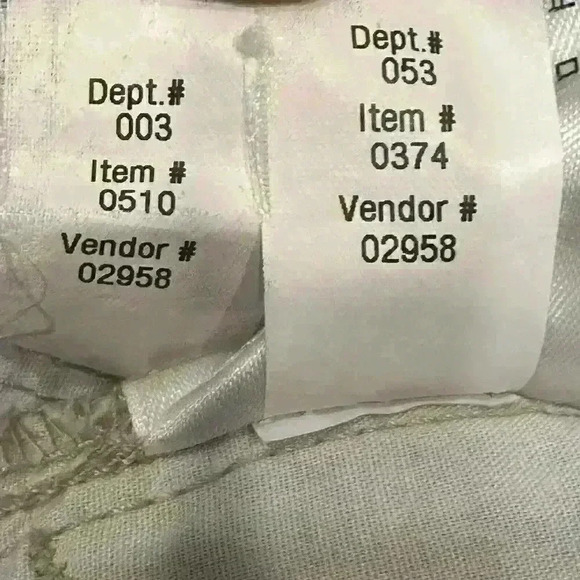 Dept.#
003
Item #
0510
Vendor #
02958
Dept.#
053
Item #
0374
Vendor #
02958